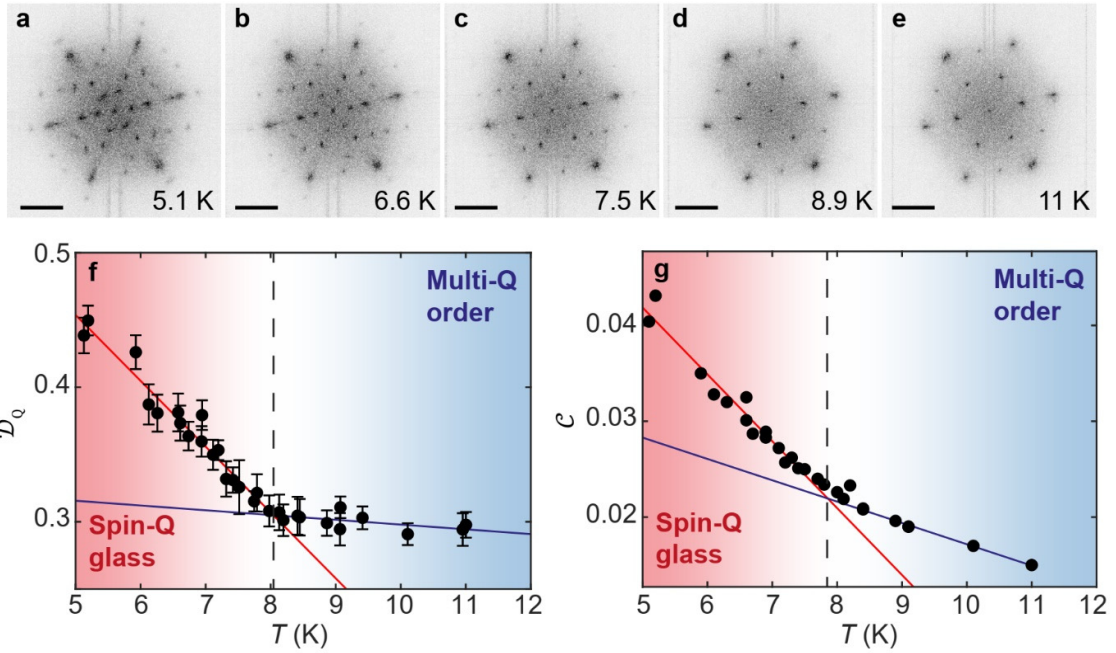 a
5.1 K
b
6.6 K
c
7.5 K
d
8.9 K
e
11 K
f
Multi-Q
order
Spin-Q
glass
0.5
0.4
0.3
𝒟Q
5 6 7 8 9 10 11 12
T (K)
g
Multi-Q
order
Spin-Q
glass
0.04
0.03
0.02
𝒞
5 6 7 8 9 10 11 12
T (K)